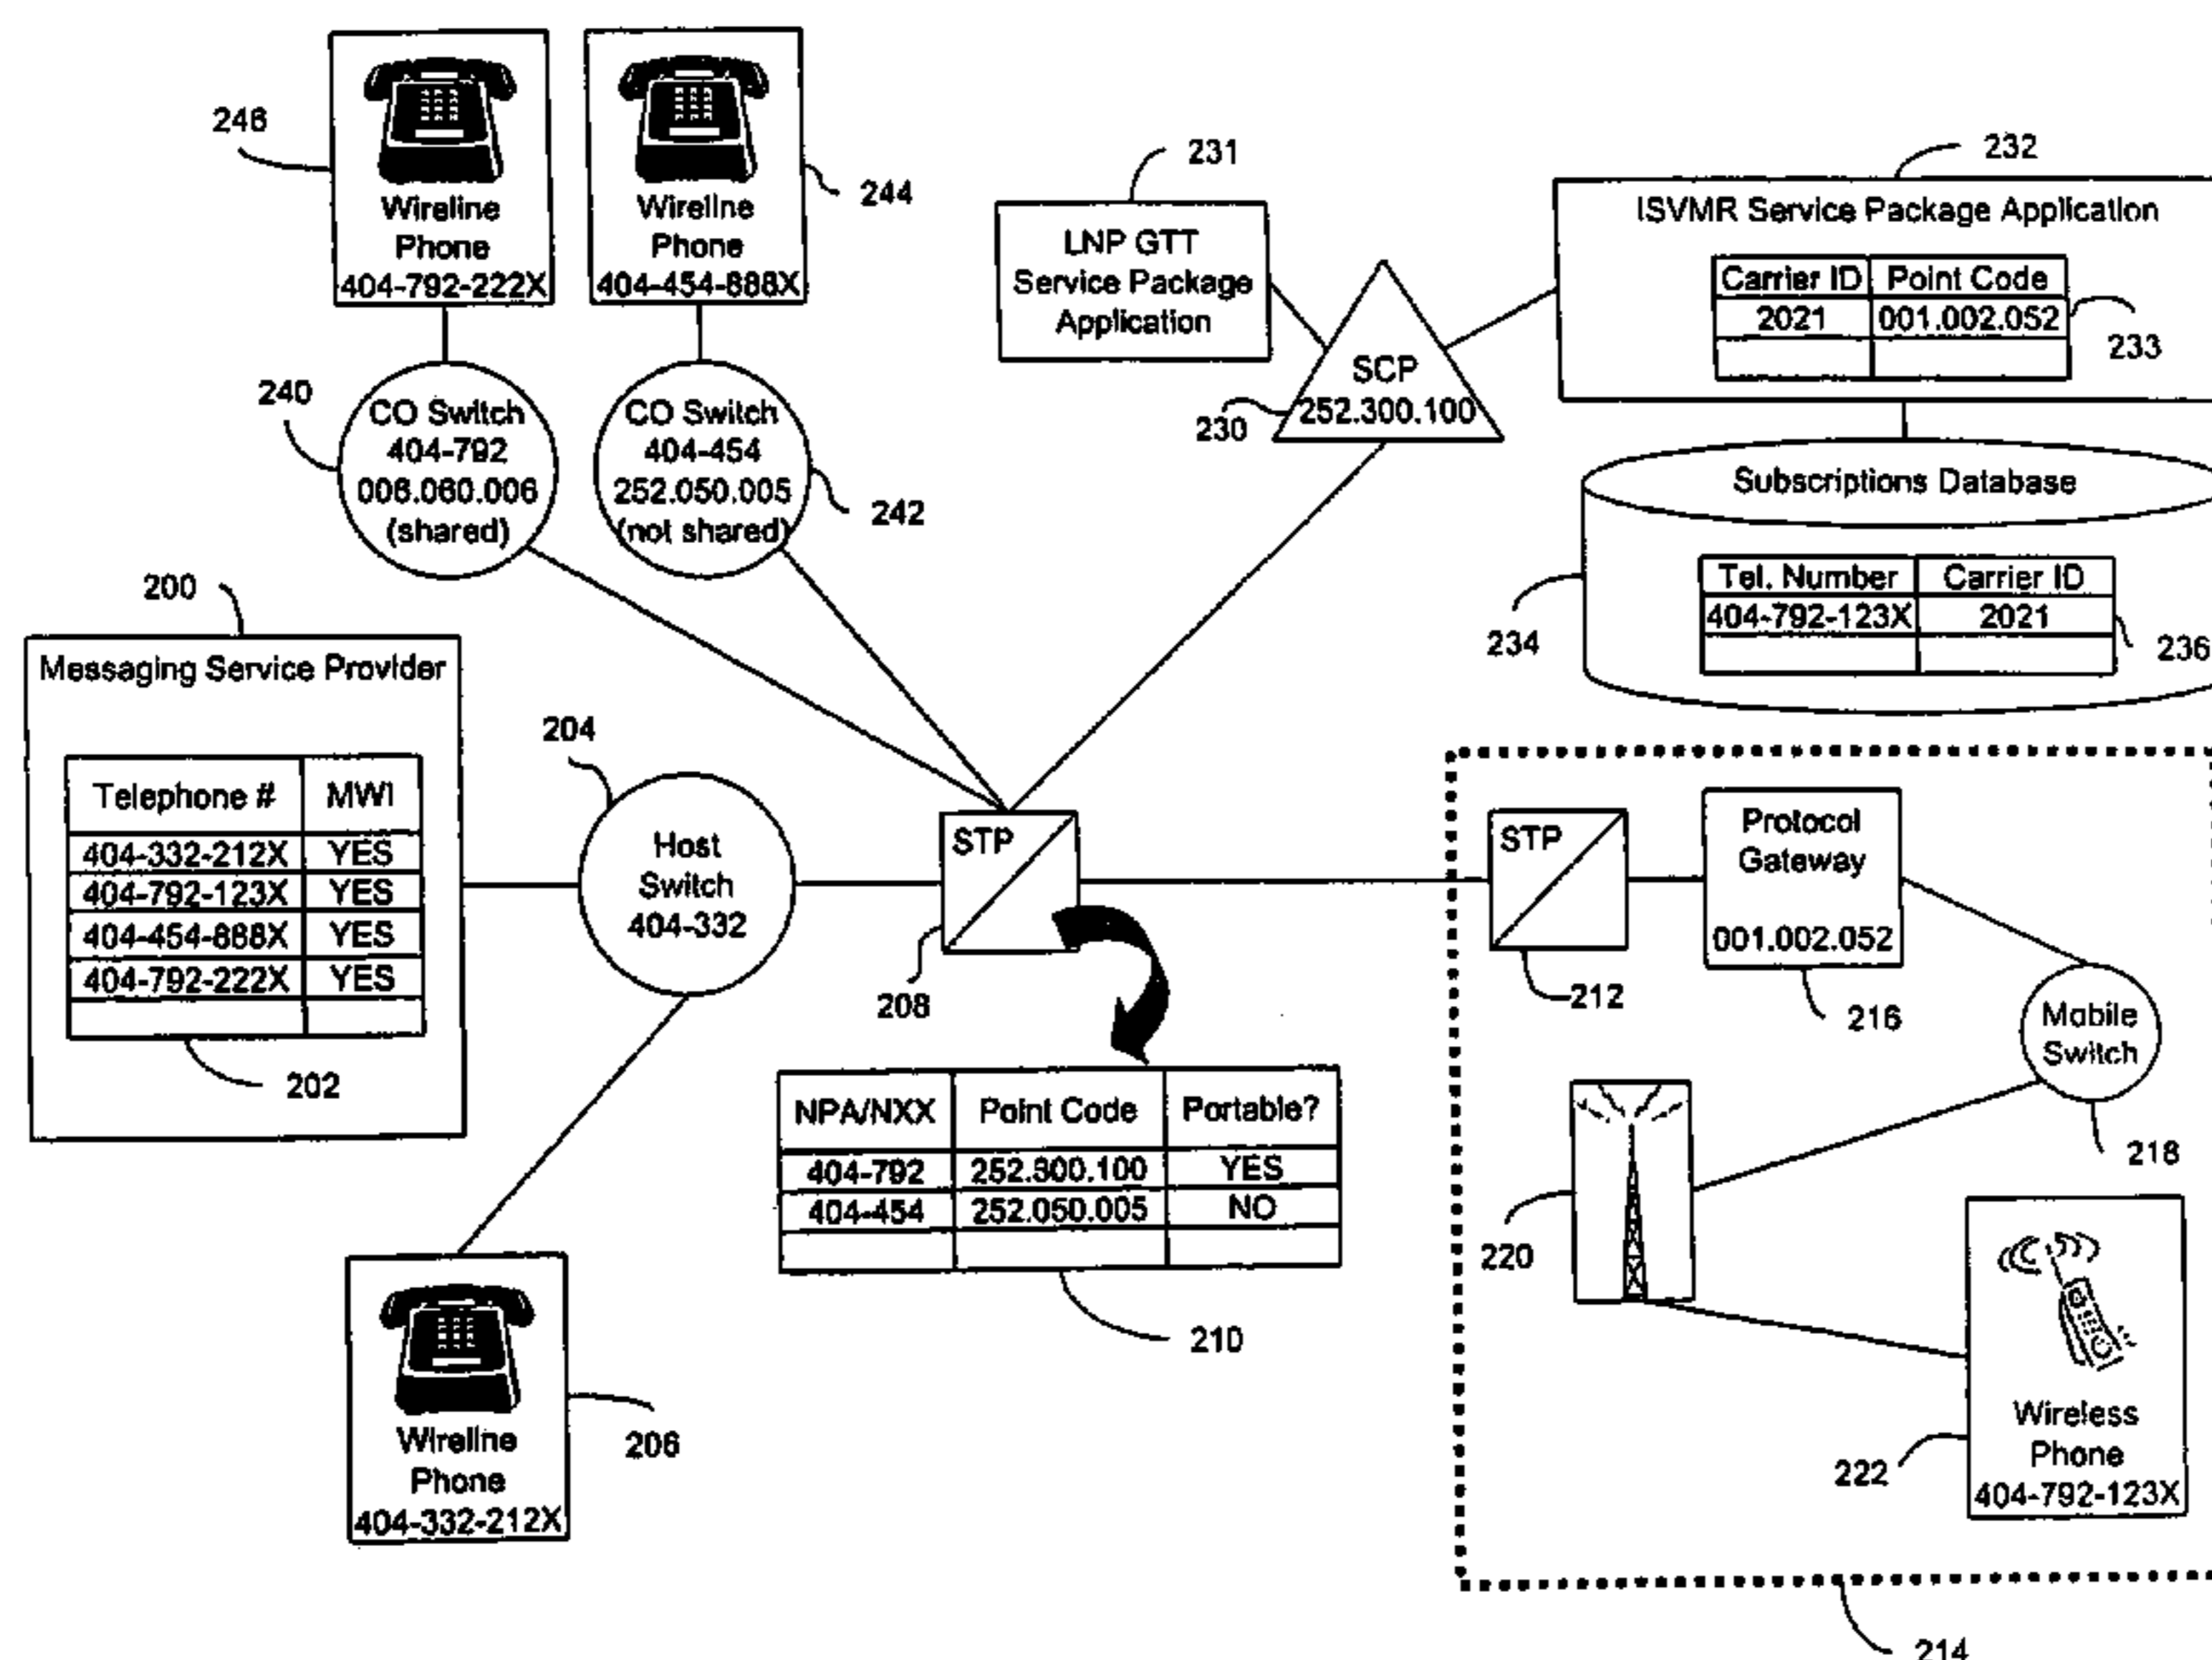 246
Wireline
Phone
404-792-222X
Wireline
Phone
404-454-888X
244
231
LNP GTT
Service Package
Application
232
ISVMR Service Package Application
Carrier ID Point Code
2021 001.002.052
233
SCP
252.300.100
230
240
CO Switch
404-792
006.060.006
(shared)
CO Switch
404-454
252.050.005
(not shared)
242
Subscriptions Database
Tel. Number Carrier ID
404-792-123X 2021
234
236
200
Messaging Service Provider
Telephone # MWI
404-332-212X YES
404-792-123X YES
404-454-888X YES
404-792-222X YES
202
204
Host
Switch
404-332
STP
208
NPA/NXX Point Code Portable?
404-792 252.300.100 YES
404-454 252.050.005 NO
210
Wireline
Phone
404-332-212X
206
STP
212
Protocol
Gateway
001.002.052
216
Mobile
Switch
218
220
Wireless
Phone
404-792-123X
222
214